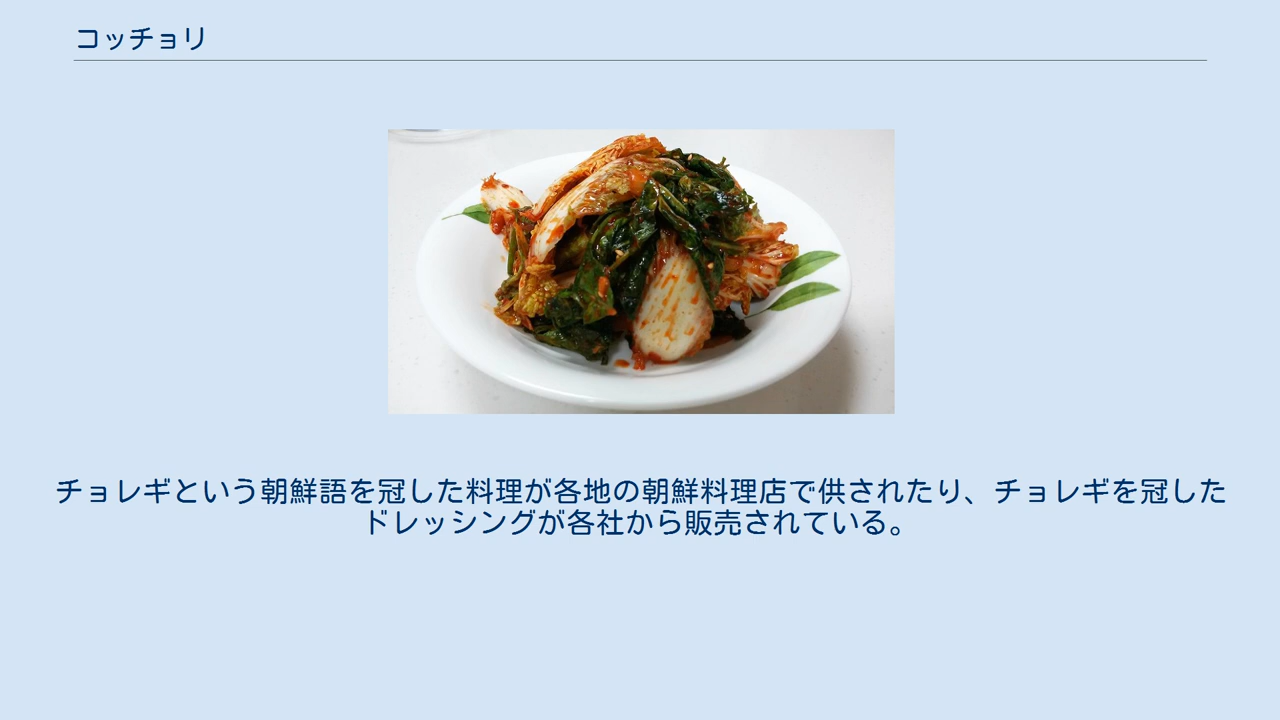 コッチョリ
チョレギという朝鮮語を冠した料理が各地の朝鮮料理店で供されたり、チョレギを冠した
ドレッシングが各社から販売されている。